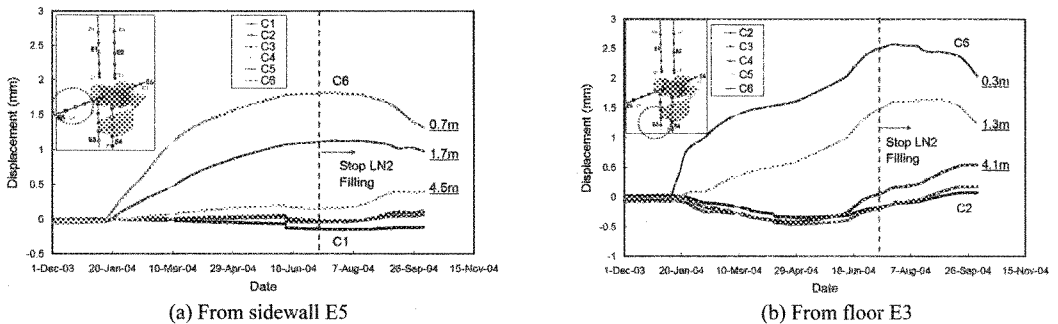 3
2.5
2
1.5
1
0.5
0
-0.5
Displacement (mm)
C1
C2
C3
C4
C5
C6
C6
0.7m
1.7m
4.5m
Stop LN2
Filling
C1
1-Dec-03 20-Jan-04 10-Mar-04 29-Apr-04 18-Jun-04 7-Aug-04 26-Sep-04 15-Nov-04
Date
(a) From sidewall E5
3
2.5
2
1.5
1
0.5
0
-0.5
Displacement (mm)
C2
C3
C4
C5
C6
C6
0.3m
1.3m
Stop LN2
Filling
4.1m
C2
1-Dec-03 20-Jan-04 10-Mar-04 29-Apr-04 18-Jun-04 7-Aug-04 26-Sep-04 15-Nov-04
Date
(b) From floor E3